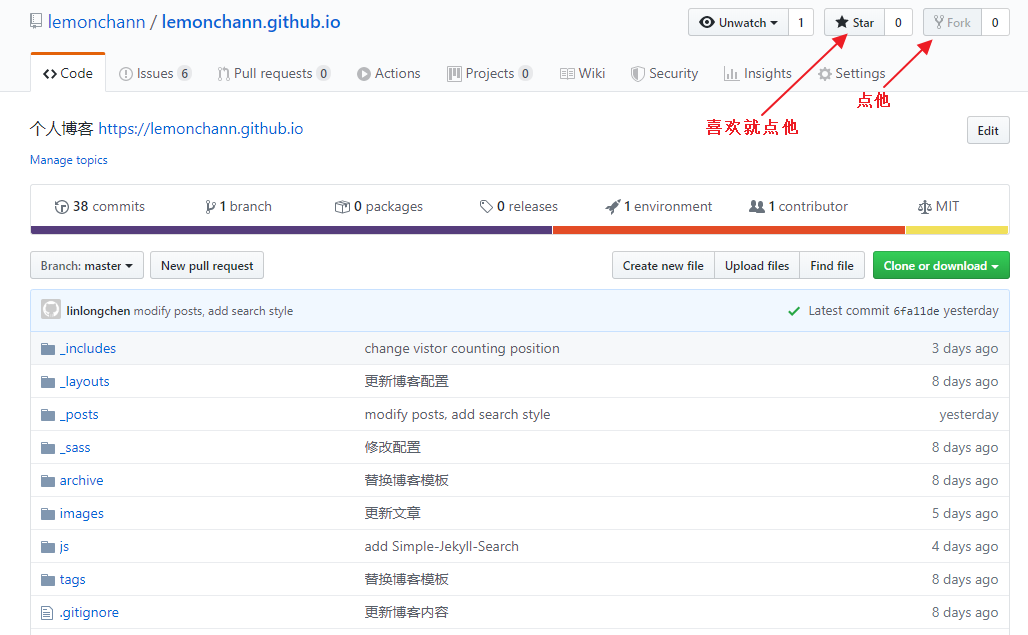 lemonchann / lemonchann.github.io
Unwatch 1 Star 0 Fork 0
Code Issues 6 Pull requests 0 Actions Projects 0 Wiki Security Insights Settings
点他
喜欢就点他
个人博客 https://lemonchann.github.io
Edit
Manage topics
38 commits 1 branch 0 packages 0 releases 1 environment 1 contributor MIT
Branch: master New pull request Create new file Upload files Find file Clone or download
linlongchen modify posts, add search style Latest commit 6fa11de yesterday
_includes change vistor counting position 3 days ago
_layouts 更新博客配置 8 days ago
_posts modify posts, add search style yesterday
_sass 修改配置 8 days ago
archive 替换博客模板 8 days ago
images 更新文章 5 days ago
js add Simple-Jekyll-Search 4 days ago
tags 替换博客模板 8 days ago
.gitignore 更新博客内容 8 days ago